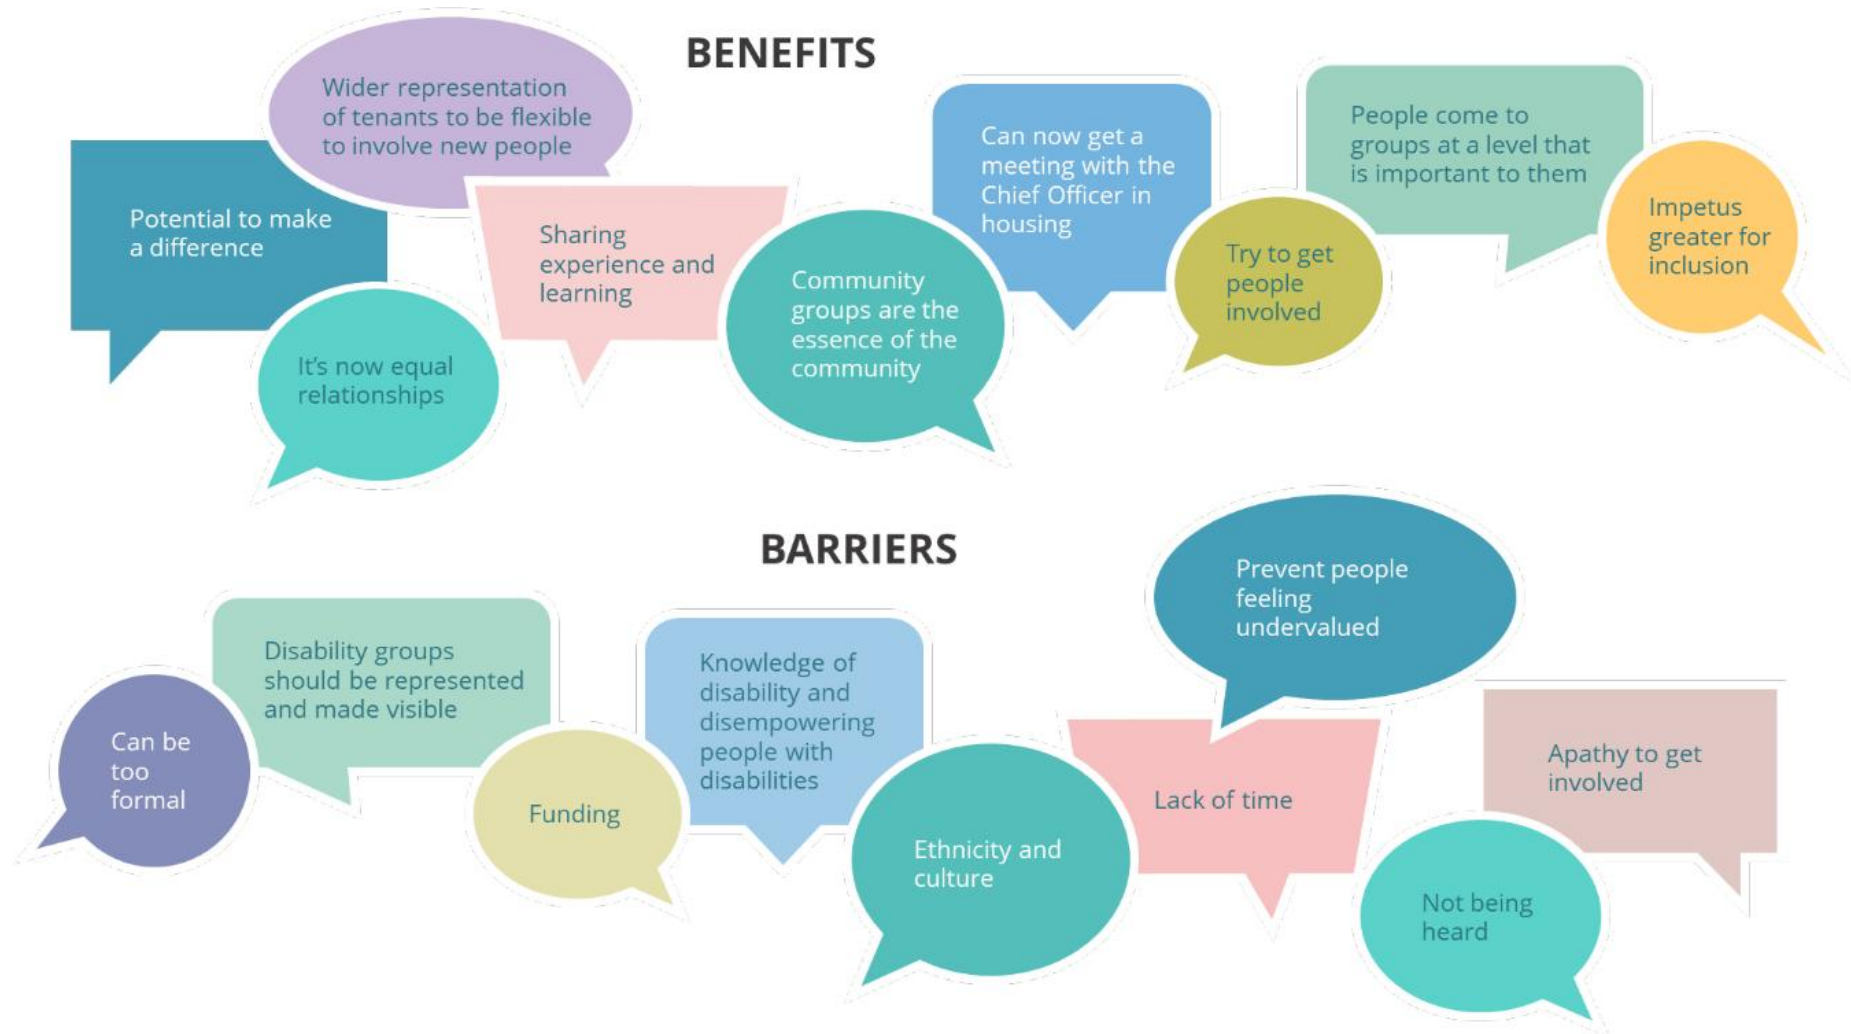 BENEFITS
Wider representation
of tenants to be flexible
to involve new people
Potential to make
a difference
It's now equal
relationships
Sharing
experience and
learning
Community
groups are the
essence of the
community
Can now get a
meeting with the
Chief Officer in
housing
Try to get
people
involved
People come to
groups at a level that
is important to them
Impetus
greater for
inclusion
BARRIERS
Can be
too
formal
Disability groups
should be represented
and made visible
Funding
Knowledge of
disability and
disempowering
people with
disabilities
Ethnicity and
culture
Prevent people
feeling
undervalued
Lack of time
Not being
heard
Apathy to get
involved